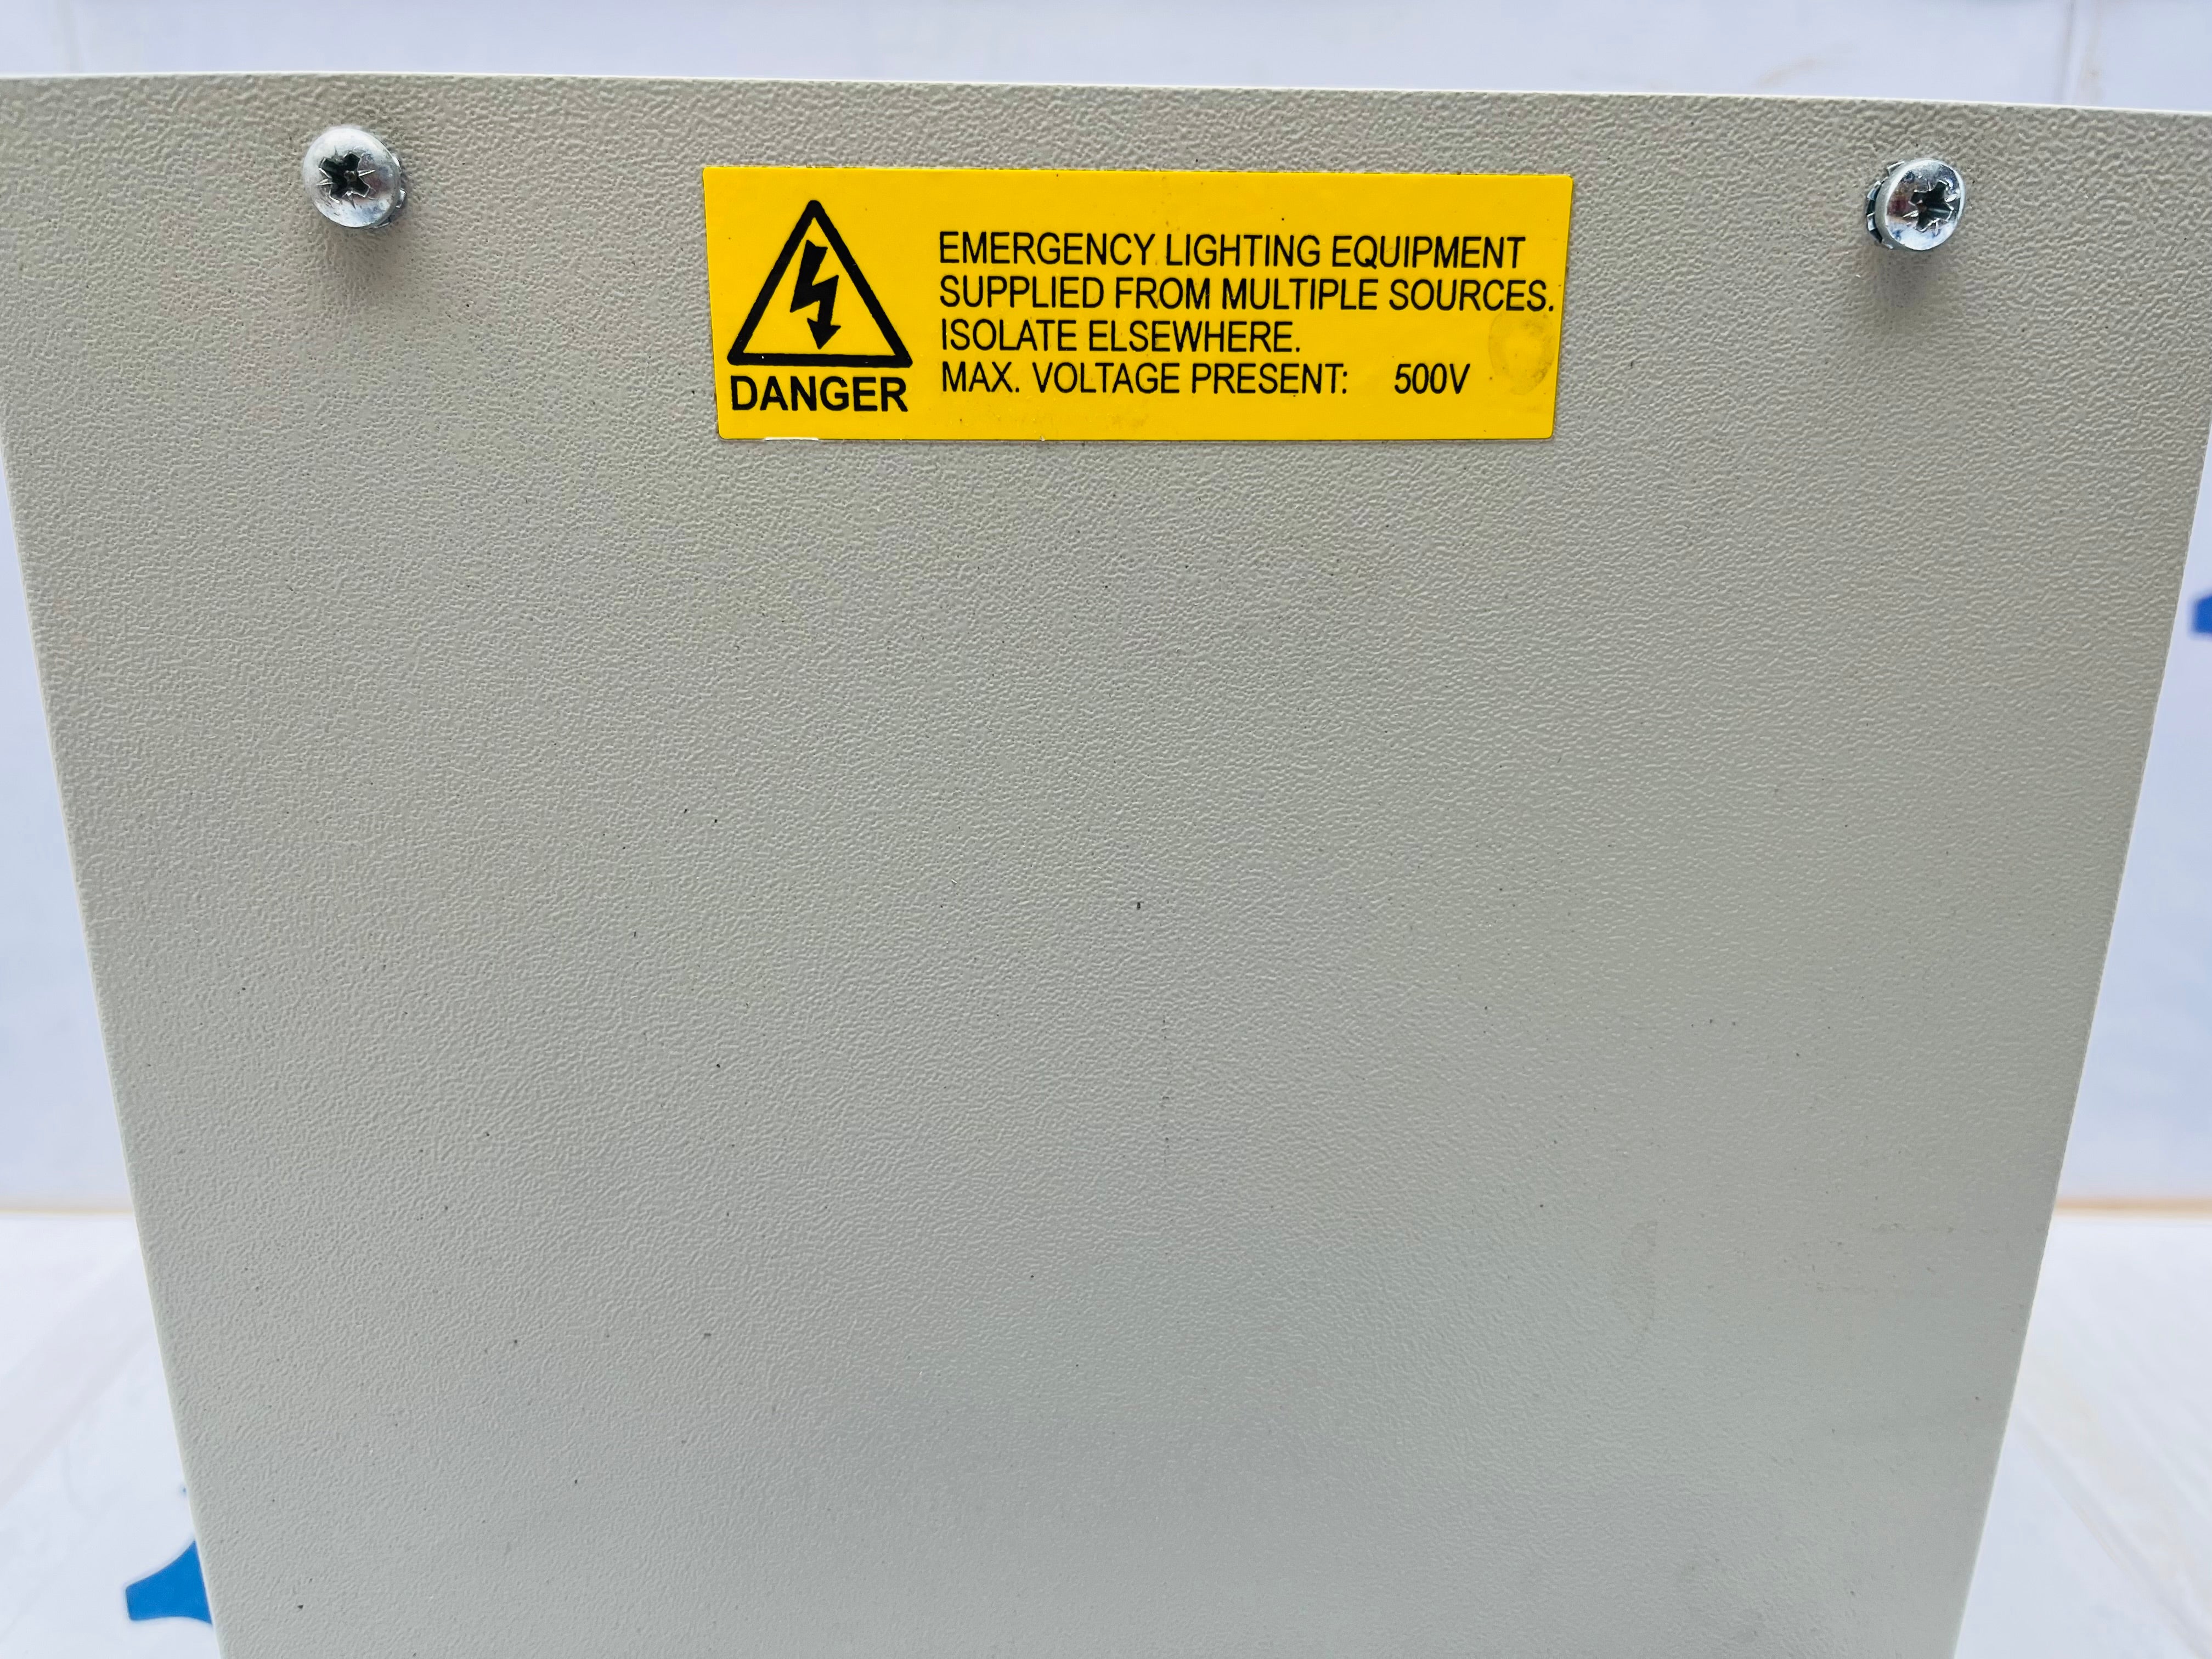 EMERGENCY LIGHTING EQUIPMENT
SUPPLIED FROM MULTIPLE SOURCES.
ISOLATE ELSEWHERE.
MAX. VOLTAGE PRESENT: 500V
DANGER